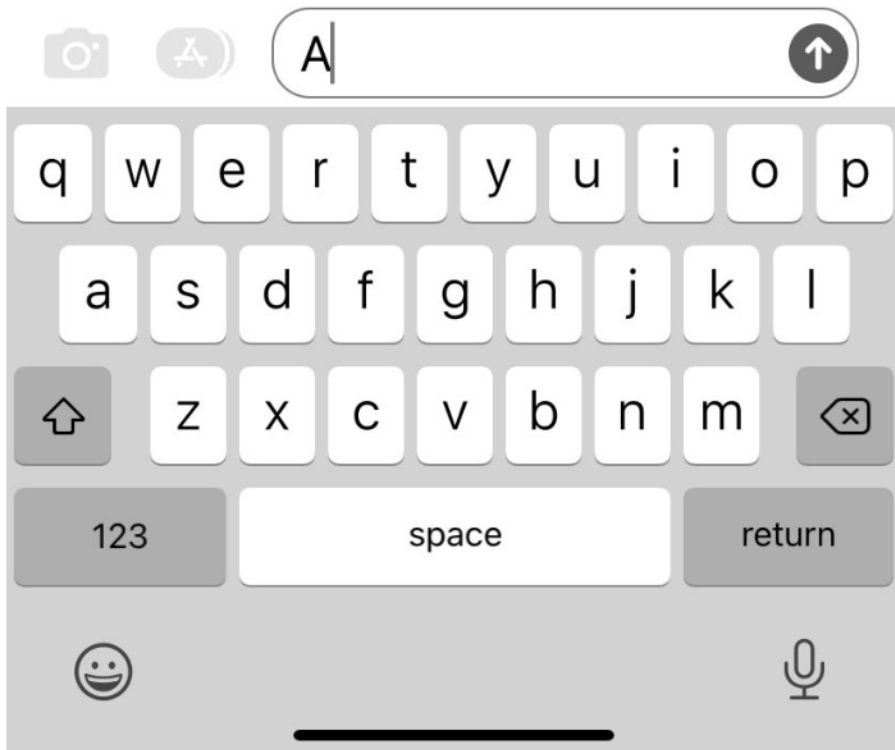 A
q w e r t y u i o p
a s d f g h j k l
z x c v b n m
123 space return